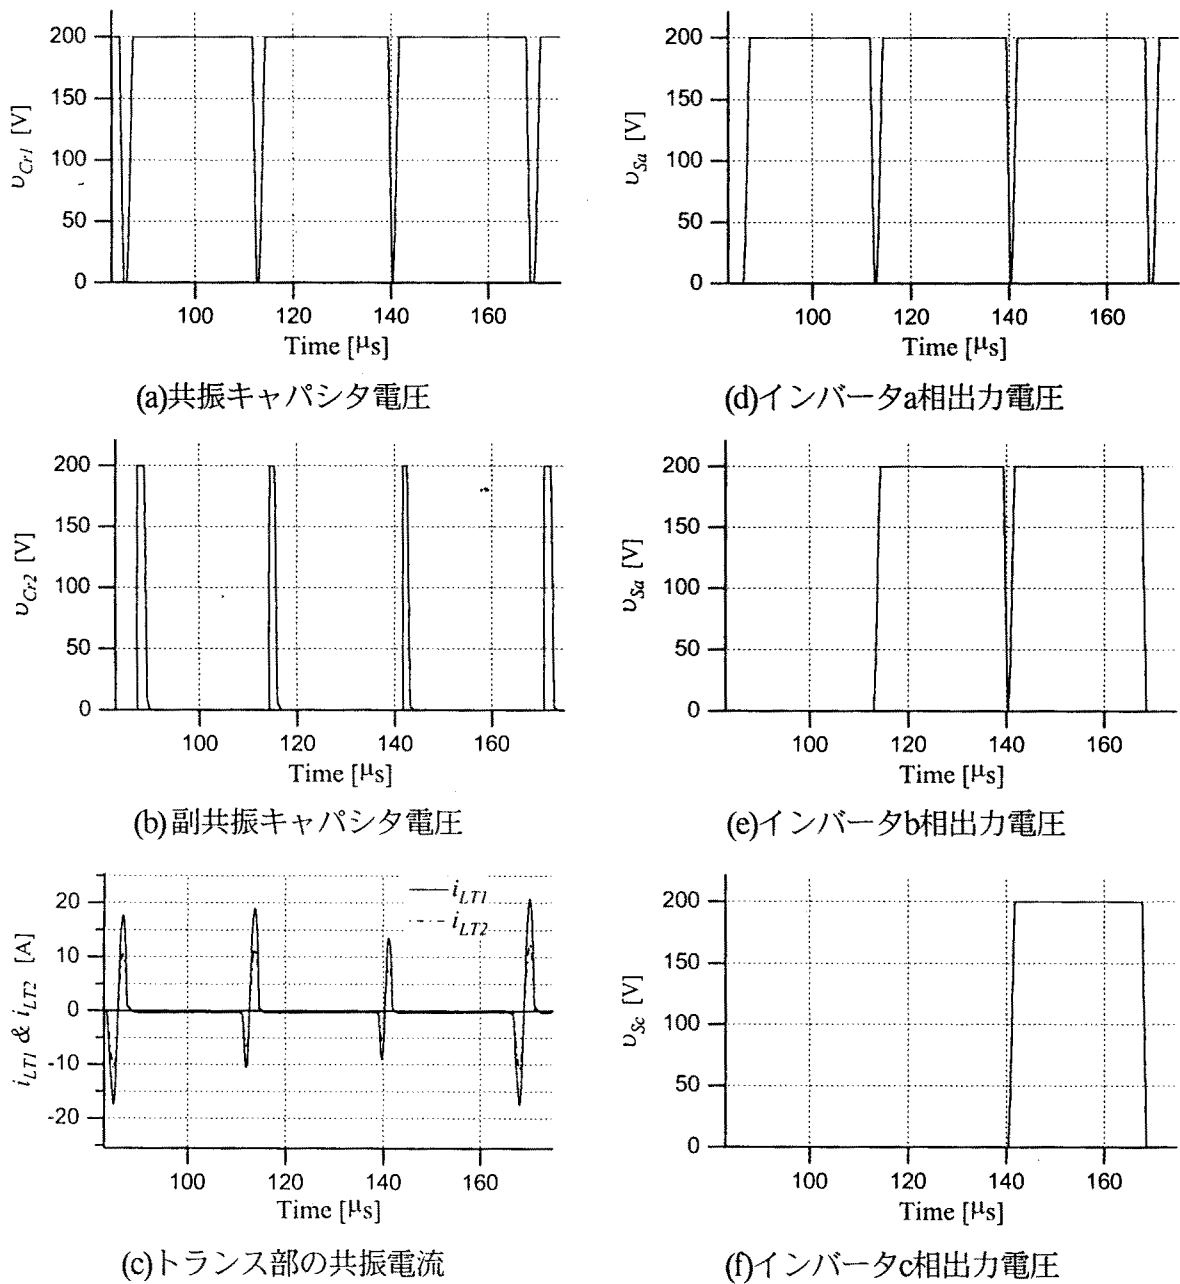 200
150
100
50
0
υCr1 [V]
100 120 140 160
Time [μs]
(a)共振キャパシタ電圧
200
150
100
50
0
υSa [V]
100 120 140 160
Time [μs]
(d)インバータa相出力電圧
200
150
100
50
0
υCr2 [V]
100 120 140 160
Time [μs]
(b)副共振キャパシタ電圧
200
150
100
50
0
υSa [V]
100 120 140 160
Time [μs]
(e)インバータb相出力電圧
20
10
0
-10
-20
iLT1 & iLT2 [A]
iLT1
iLT2
100 120 140 160
Time [μs]
(c)トランス部の共振電流
200
150
100
50
0
υSc [V]
100 120 140 160
Time [μs]
(f)インバータc相出力電圧